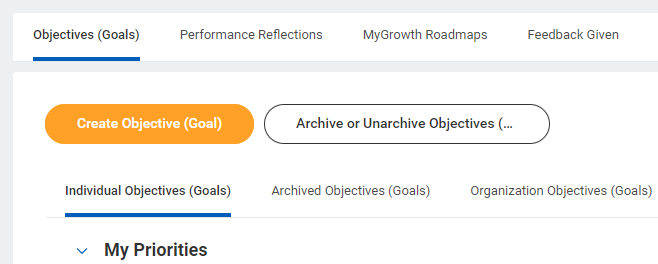 Objectives (Goals) Performance Reflections MyGrowth Roadmaps Feedback Given
Create Objective (Goal) Archive or Unarchive Objectives (...
Individual Objectives (Goals) Archived Objectives (Goals) Organization Objectives (Goals)
My Priorities